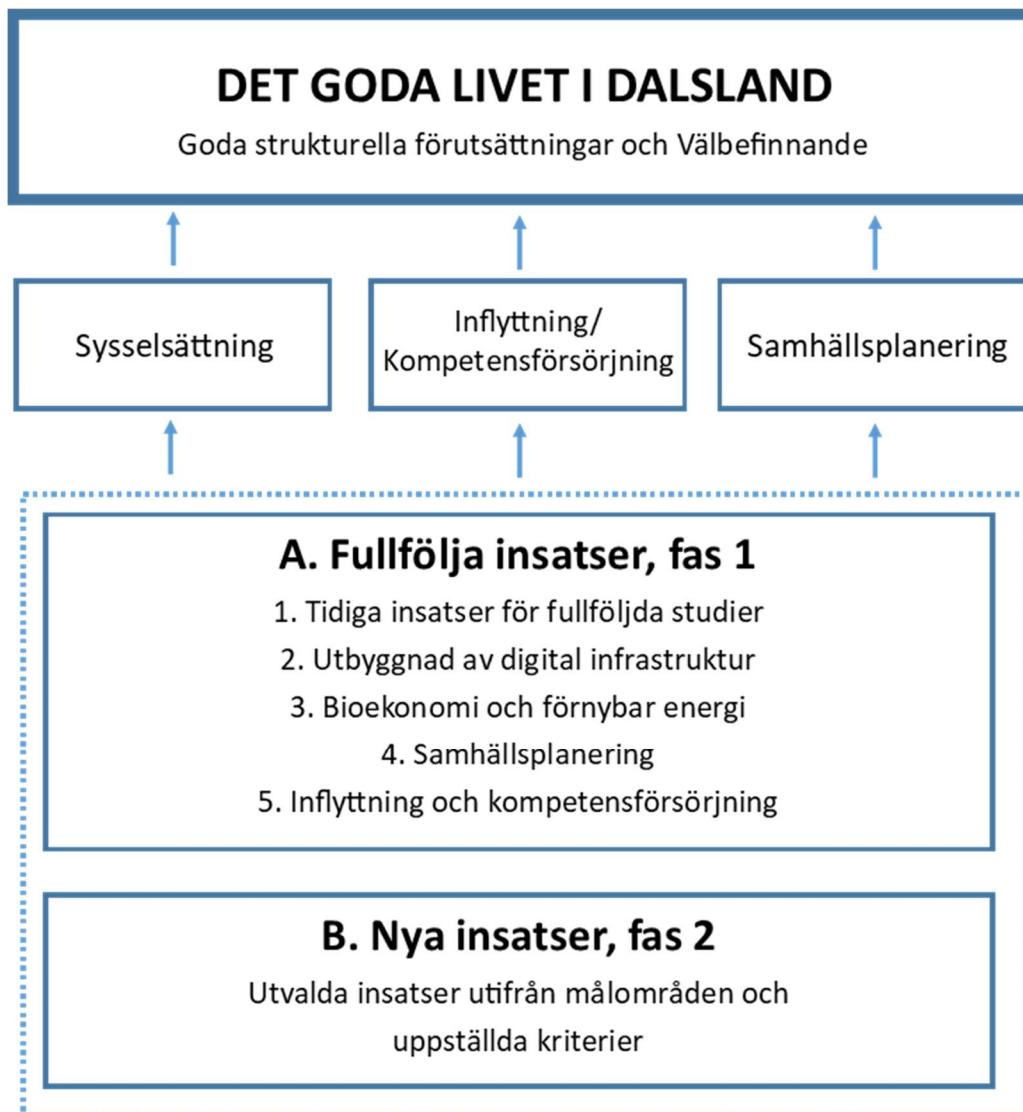 DET GODA LIVET I DALSLAND
Goda strukturella förutsättningar och Välbefinnande
Sysselsättning
Inflyttning/
Kompetensförsörjning
Samhällsplanering
A. Fullfölja insatser, fas 1
1. Tidiga insatser för fullföljda studier
2. Utbyggnad av digital infrastruktur
3. Bioekonomi och förnybar energi
4. Samhällsplanering
5. Inflyttning och kompetensförsörjning
B. Nya insatser, fas 2
Utvalda insatser utifrån målområden och
uppställda kriterier